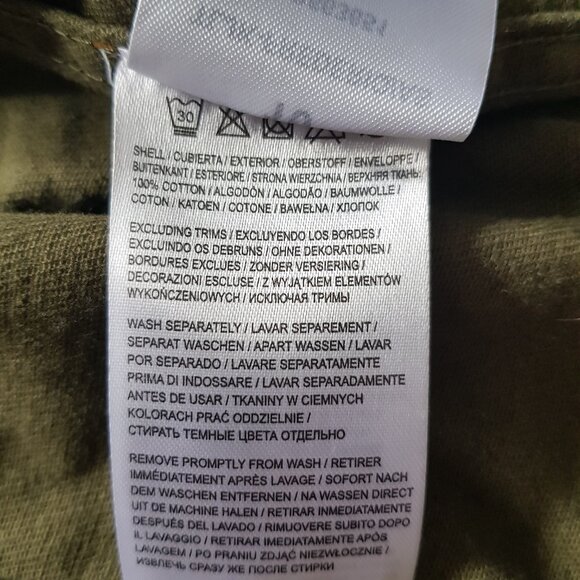 30
SHELL / CUBIERTA / EXTERIOR / OBERSTOFF / ENVELOPPE /
BUITENKANT / ESTERIORE / STRONA WIERZCHNIA / ВЕРХНЯЯ ТКАНЬ:
100% COTTON / ALGODÓN / ALGODÃO / BAUMWOLLE /
COTON / KATOEN / COTONE / BAWEŁNA / ХЛОПОК
EXCLUDING TRIMS / EXCLUYENDO LOS BORDES /
EXCLUINDO OS DEBRUNS / OHNE DEKORATIONEN /
BORDURES EXCLUES / ZONDER VERSIERING /
DECORAZIONI ESCLUSE / Z WYJĄTKIEM ELEMENTÓW
WYKOŃCZENIOWYCH / ИСКЛЮЧАЯ ТРИМЫ
WASH SEPARATELY / LAVAR SEPAREMENT /
SEPARAT WASCHEN / APART WASSEN / LAVAR
POR SEPARADO / LAVARE SEPARATAMENTE
PRIMA DI INDOSSARE / LAVAR SEPARADAMENTE
ANTES DE USAR / TKANINY W CIEMNYCH
KOLORACH PRAĆ ODDZIELNIE /
СТИРАТЬ ТЕМНЫЕ ЦВЕТА ОТДЕЛЬНО
REMOVE PROMPTLY FROM WASH / RETIRER
IMMÉDIATEMENT APRÈS LAVAGE / SOFORT NACH
DEM WASCHEN ENTFERNEN / NA WASSEN DIRECT
UIT DE MACHINE HALEN / RETIRAR INMEDIATAMENTE
DESPUÉS DEL LAVADO / RIMUOVERE SUBITO DOPO
IL LAVAGGIO / RETIRAR IMEDIATAMENTE APÓS
LAVAGEM / PO PRANIU ZDJĄĆ NIEZWŁOCZNIE /
ИЗВЛЕЧЬ СРАЗУ ЖЕ ПОСЛЕ СТИРКИ